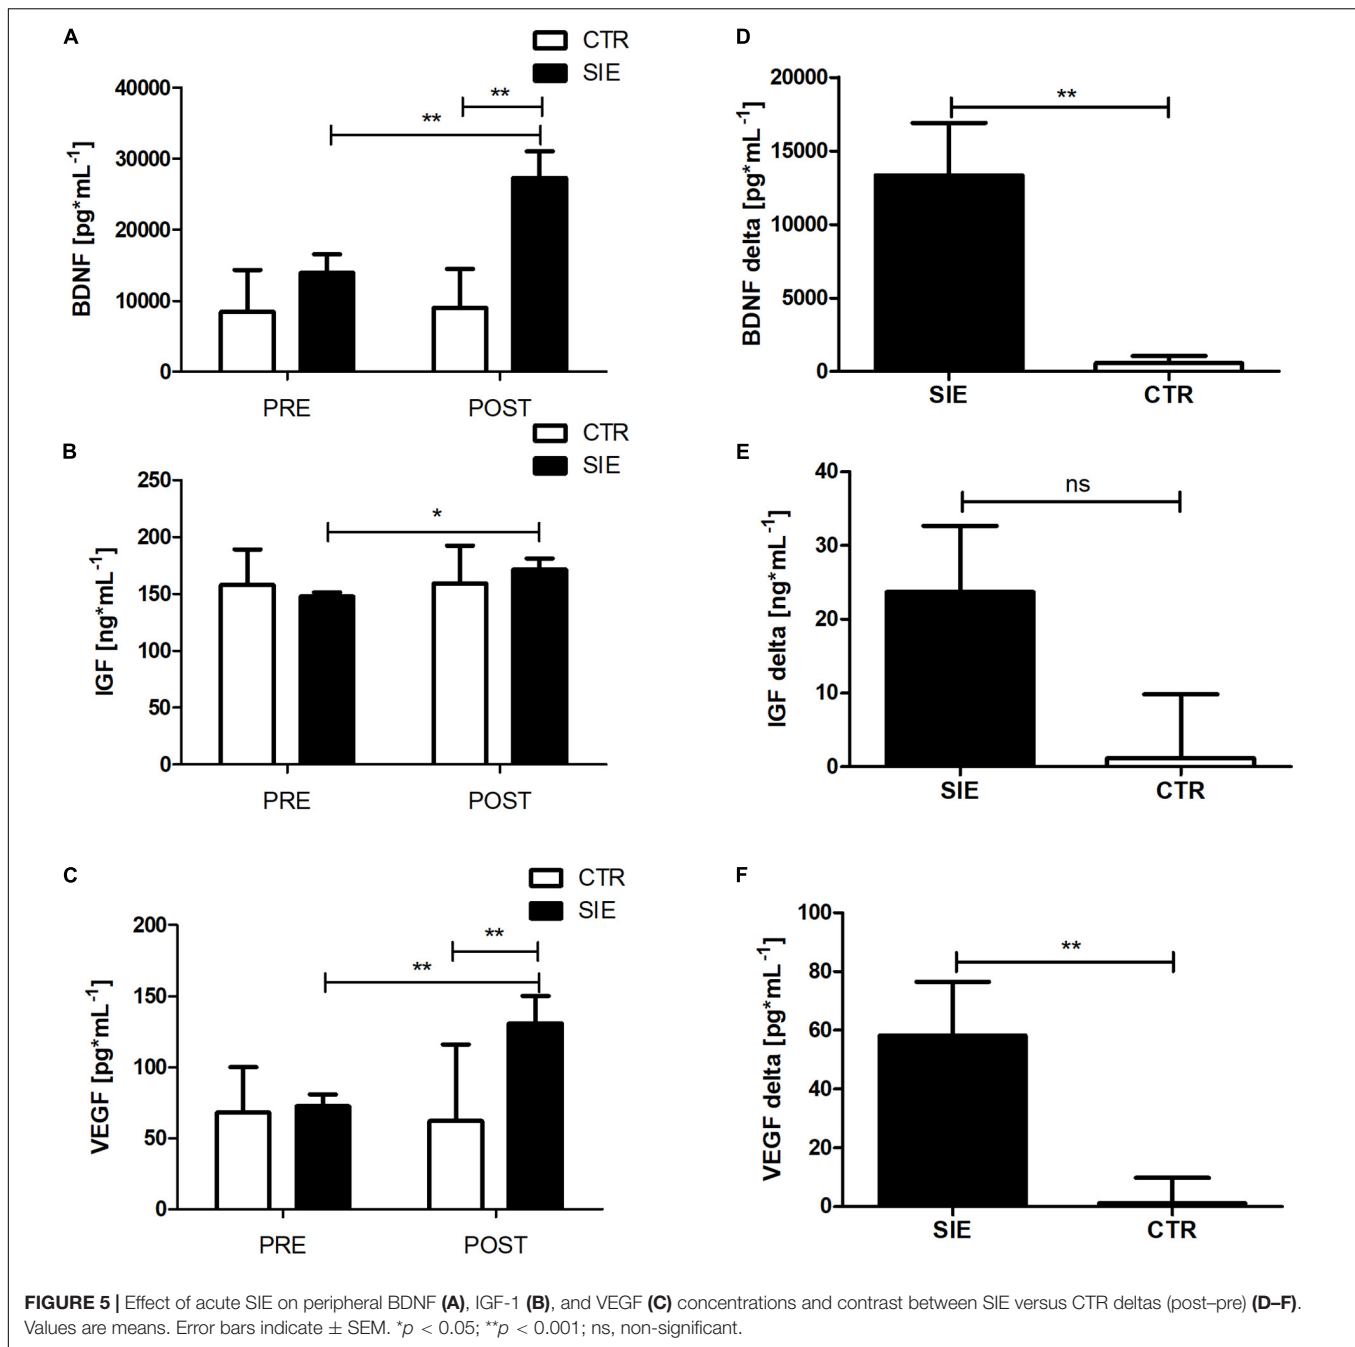 A
CTR
SIE
BDNF [pg*mL-1]
40000
30000
20000
10000
0
**
**
PRE
POST
D
BDNF delta [pg*mL-1]
20000
15000
10000
5000
0
**
SIE
CTR
B
CTR
SIE
IGF [ng*mL-1]
250
200
150
100
50
0
*
PRE
POST
E
IGF delta [ng*mL-1]
40
30
20
10
0
ns
SIE
CTR
C
CTR
SIE
VEGF [pg*mL-1]
200
150
100
50
0
**
**
PRE
POST
F
VEGF delta [pg*mL-1]
100
80
60
40
20
0
**
SIE
CTR
FIGURE 5 | Effect of acute SIE on peripheral BDNF (A), IGF-1 (B), and VEGF (C) concentrations and contrast between SIE versus CTR deltas (post–pre) (D–F).
Values are means. Error bars indicate ± SEM. *p < 0.05; **p < 0.001; ns, non-significant.